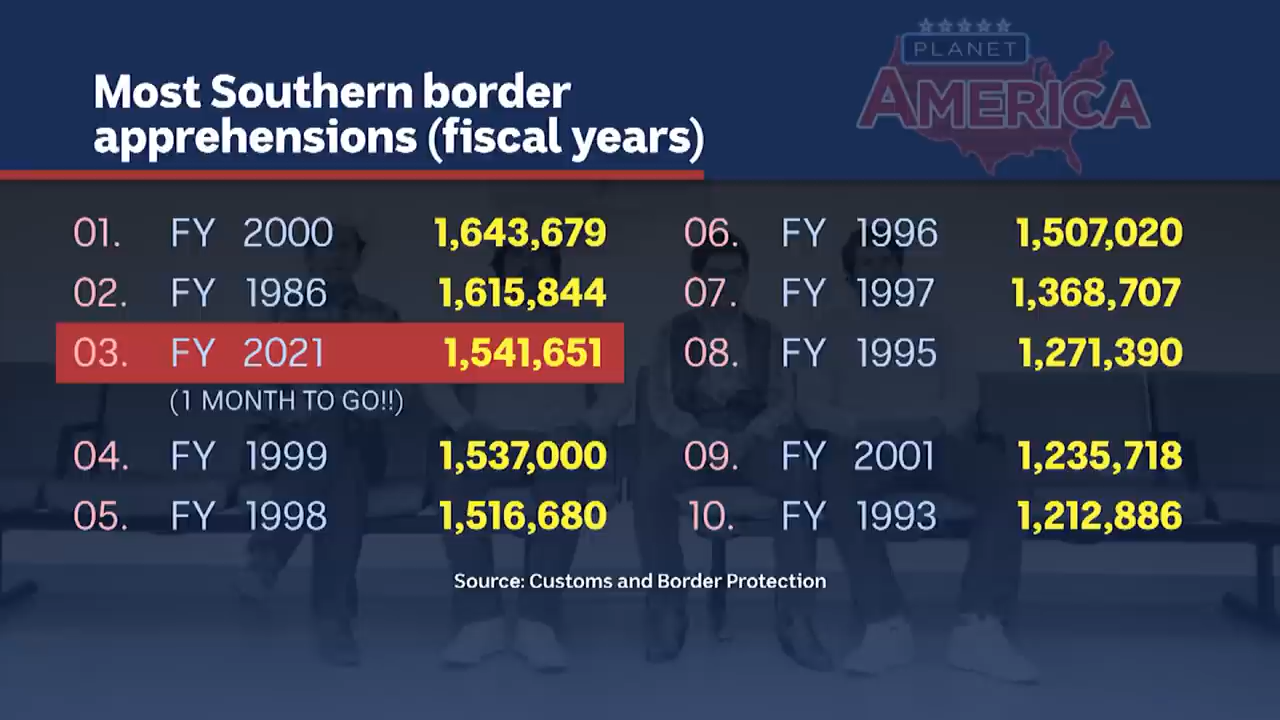 PLANET
AMERICA
Most Southern border
apprehensions (fiscal years)
01. FY 2000 1,643,679
02. FY 1986 1,615,844
03. FY 2021 1,541,651
(1 MONTH TO GO!!)
04. FY 1999 1,537,000
05. FY 1998 1,516,680
06. FY 1996 1,507,020
07. FY 1997 1,368,707
08. FY 1995 1,271,390
09. FY 2001 1,235,718
10. FY 1993 1,212,886
Source: Customs and Border Protection